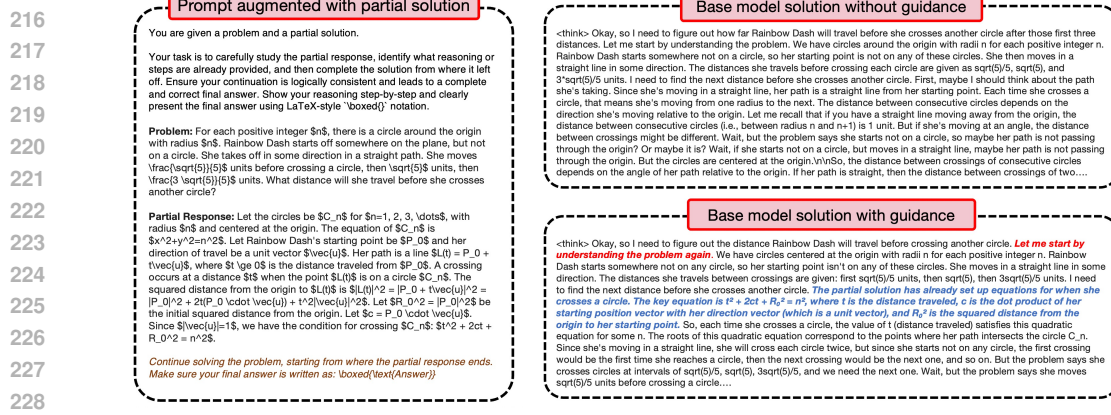 216
217
218
219
220
221
222
223
224
225
226
227
228
Prompt augmented with partial solution
You are given a problem and a partial solution.
Your task is to carefully study the partial response, identify what reasoning or
steps are already provided, and then complete the solution from where it left
off. Ensure your continuation is logically consistent and leads to a complete
and correct final answer. Show your reasoning step-by-step and clearly
present the final answer using LaTeX-style `\boxed{}` notation.
Problem: For each positive integer $n$, there is a circle around the origin
with radius $n$. Rainbow Dash starts off somewhere on the plane, but not
on a circle. She takes off in some direction in a straight path. She moves
\frac{\sqrt{5}}{5}$ units before crossing a circle, then \sqrt{5}$ units, then
\frac{3 \sqrt{5}}{5}$ units. What distance will she travel before she crosses
another circle?
Partial Response: Let the circles be $C_n$ for $n=1, 2, 3, \dots$, with
radius $n$ and centered at the origin. The equation of $C_n$ is
$x^2+y^2=n^2$. Let Rainbow Dash's starting point be $P_0$ and her
direction of travel be a unit vector $\vec{u}$. Her path is a line $L(t) = P_0 +
t\vec{u}$, where $t \ge 0$ is the distance traveled from $P_0$. A crossing
occurs at a distance $t$ when the point $L(t)$ is on a circle $C_n$. The
squared distance from the origin to $L(t)$ is $|L(t)|^2 = |P_0 + t\vec{u}|^2 =
|P_0|^2 + 2t(P_0 \cdot \vec{u}) + t^2|\vec{u}|^2$. Let $R_0^2 = |P_0|^2$ be
the initial squared distance from the origin. Let $c = P_0 \cdot \vec{u}$.
Since $|\vec{u}|=1$, we have the condition for crossing $C_n$: $t^2 + 2ct +
R_0^2 = n^2$.
Continue solving the problem, starting from where the partial response ends.
Make sure your final answer is written as: \boxed{\text{Answer}}
Base model solution without guidance
<think> Okay, so I need to figure out how far Rainbow Dash will travel before she crosses another circle after those first three
distances. Let me start by understanding the problem. We have circles around the origin with radii n for each positive integer n.
Rainbow Dash starts somewhere not on a circle, so her starting point is not on any of these circles. She then moves in a
straight line in some direction. The distances she travels before crossing each circle are given as sqrt(5)/5, sqrt(5), and
3*sqrt(5)/5 units. I need to find the next distance before she crosses another circle. First, maybe I should think about the path
she's taking. Since she's moving in a straight line, her path is a straight line from her starting point. Each time she crosses a
circle, that means she's moving from one radius to the next. The distance between consecutive circles depends on the
direction she's moving relative to the origin. Let me recall that if you have a straight line moving away from the origin, the
distance between consecutive circles (i.e., between radius n and n+1) is 1 unit. But if she's moving at an angle, the distance
between crossings might be different. Wait, but the problem says she starts not on a circle, so maybe her path is not passing
through the origin? Or maybe it is? Wait, if she starts not on a circle, but moves in a straight line, maybe her path is not passing
through the origin. But the circles are centered at the origin.\n\nSo, the distance between crossings of consecutive circles
depends on the angle of her path relative to the origin. If her path is straight, then the distance between crossings of two….
Base model solution with guidance
<think> Okay, so I need to figure out the distance Rainbow Dash will travel before crossing another circle. Let me start by
understanding the problem again. We have circles centered at the origin with radii n for each positive integer n. Rainbow Dash
starts somewhere not on a circle, so her starting point isn't on any of these circles. She moves in a straight line in some
direction. The distances she travels between crossings are given: first sqrt(5)/5 units, then sqrt(5), then 3sqrt(5)/5 units. I need
to find the next distance before she crosses another circle. The partial solution has already set up equations for when she
crosses a circle. The key equation is t² + 2ct + R₀² = n², where t is the distance traveled, c is the dot product of her
starting position vector with her direction vector (which is a unit vector), and R₀² is the squared distance from the
origin to her starting point. So, each time she crosses a circle, the value of t (distance traveled) satisfies this quadratic
equation for some n. The roots of this quadratic equation correspond to the points where her path intersects the circle C_n.
Since she's moving in a straight line, she will cross each circle twice, but since she starts not on any circle, the first crossing
would be the first time she reaches a circle, then the next crossing would be the next one, and so on. But the problem says she
crosses circles at intervals of sqrt(5)/5, sqrt(5), 3sqrt(5)/5, and we need the next one. Wait, but the problem says she moves
sqrt(5)/5 units before crossing a circle….